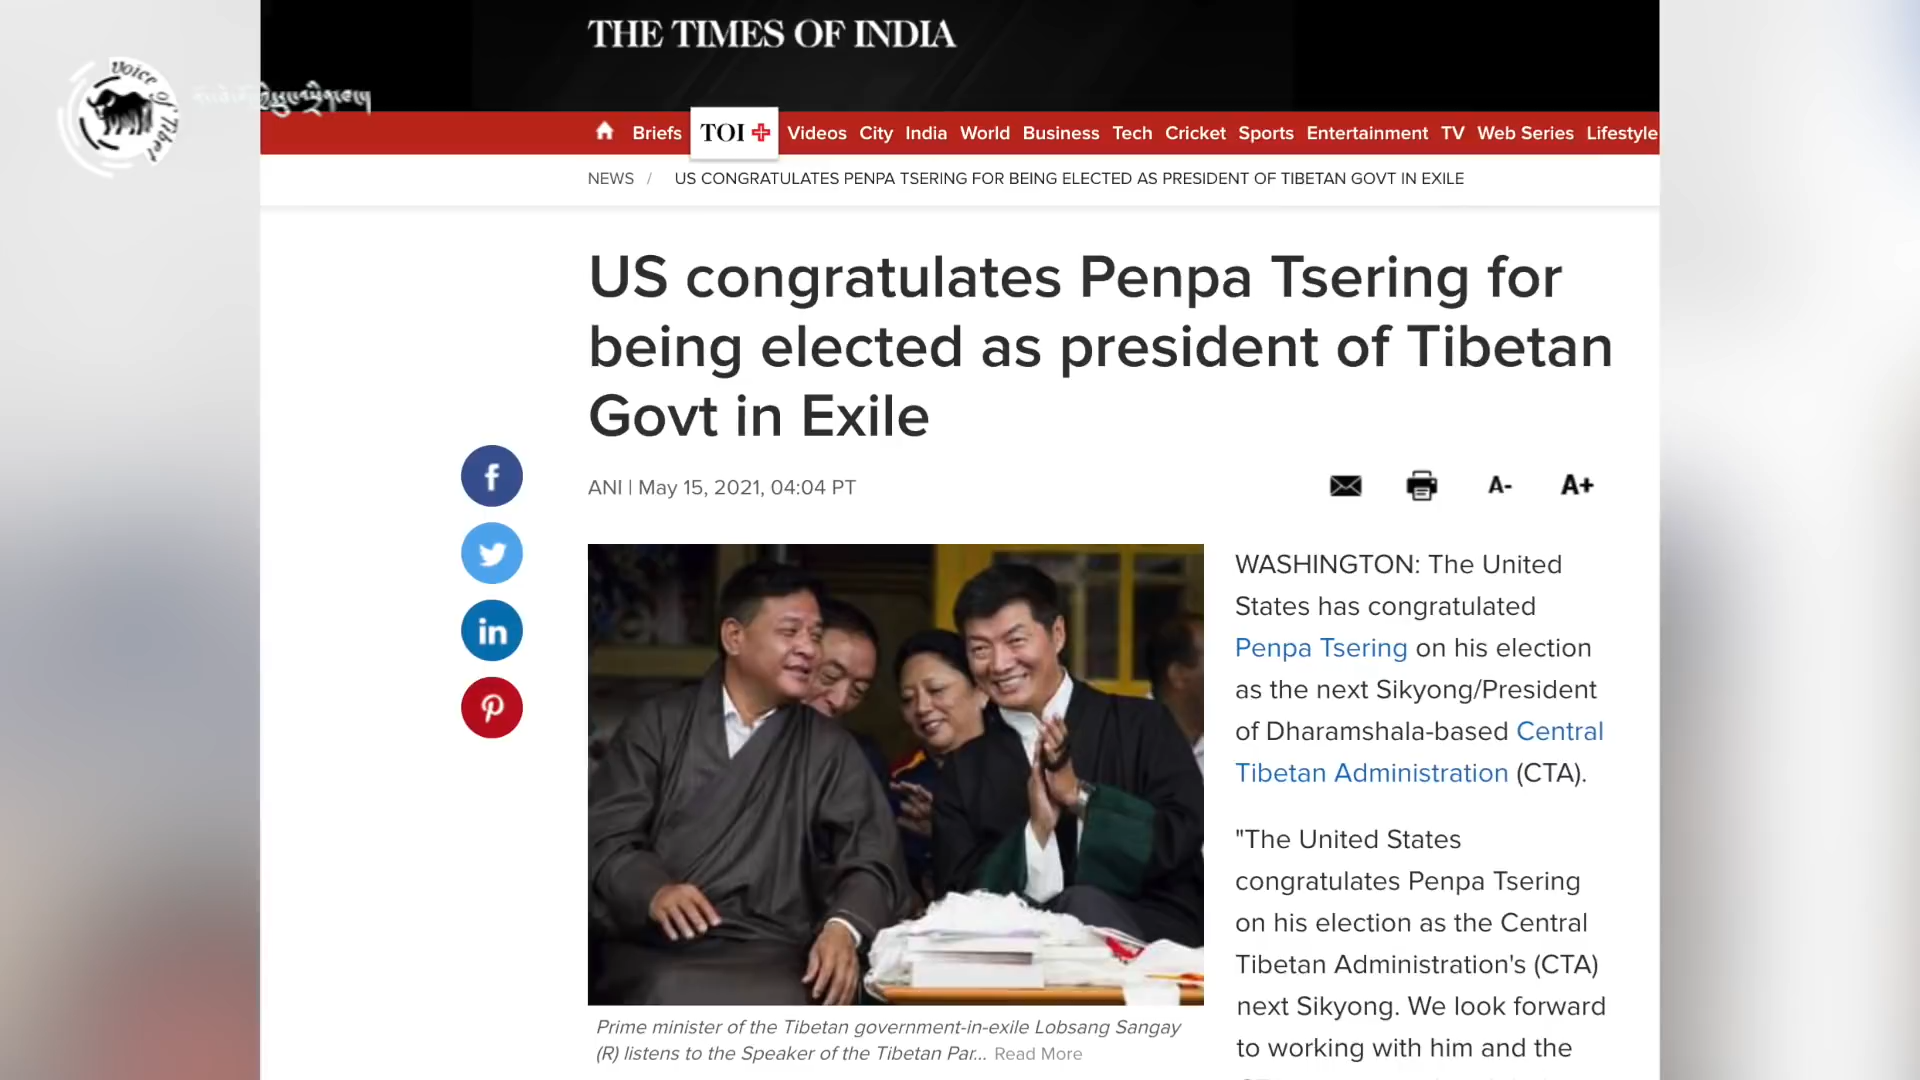 THE TIMES OF INDIA
Voice of Tibet
Briefs TOI+ Videos City India World Business Tech Cricket Sports Entertainment TV Web Series Lifestyle
NEWS / US CONGRATULATES PENPA TSERING FOR BEING ELECTED AS PRESIDENT OF TIBETAN GOVT IN EXILE
US congratulates Penpa Tsering for
being elected as president of Tibetan
Govt in Exile
ANI | May 15, 2021, 04:04 PT
A- A+
WASHINGTON: The United
States has congratulated
Penpa Tsering on his election
as the next Sikyong/President
of Dharamshala-based Central
Tibetan Administration (CTA).
"The United States
congratulates Penpa Tsering
on his election as the Central
Tibetan Administration's (CTA)
next Sikyong. We look forward
to working with him and the
Prime minister of the Tibetan government-in-exile Lobsang Sangay
(R) listens to the Speaker of the Tibetan Par... Read More